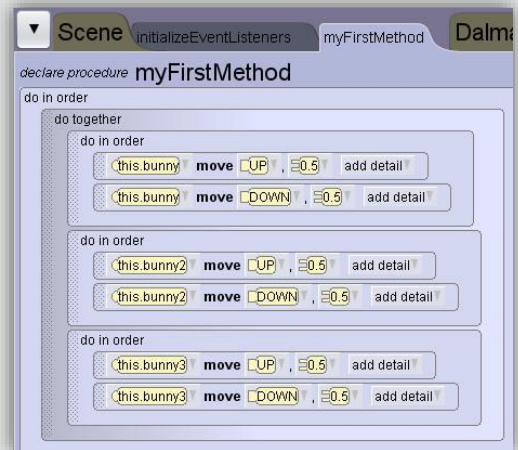 Scene initializeEventListeners myFirstMethod Dalma
declare procedure myFirstMethod
do in order
do together
do in order
this.bunny move UP , 0.5 add detail
this.bunny move DOWN , 0.5 add detail
do in order
this.bunny2 move UP , 0.5 add detail
this.bunny2 move DOWN , 0.5 add detail
do in order
this.bunny3 move UP , 0.5 add detail
this.bunny3 move DOWN , 0.5 add detail